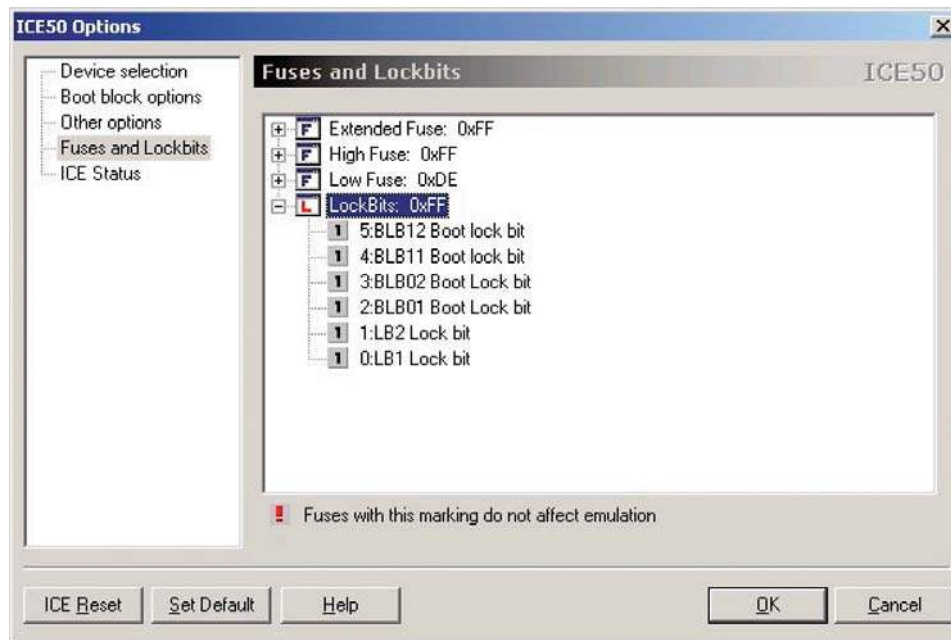 ICE50 Options
Device selection
Boot block options
Other options
Fuses and Lockbits
ICE Status
Fuses and Lockbits
ICE50
F Extended Fuse: 0xFF
F High Fuse: 0xFF
F Low Fuse: 0xDE
L LockBits: 0xFF
1 5:BLB12 Boot lock bit
1 4:BLB11 Boot lock bit
1 3:BLB02 Boot Lock bit
1 2:BLB01 Boot Lock bit
1 1:LB2 Lock bit
1 0:LB1 Lock bit
! Fuses with this marking do not affect emulation
ICE Reset
Set Default
Help
OK
Cancel